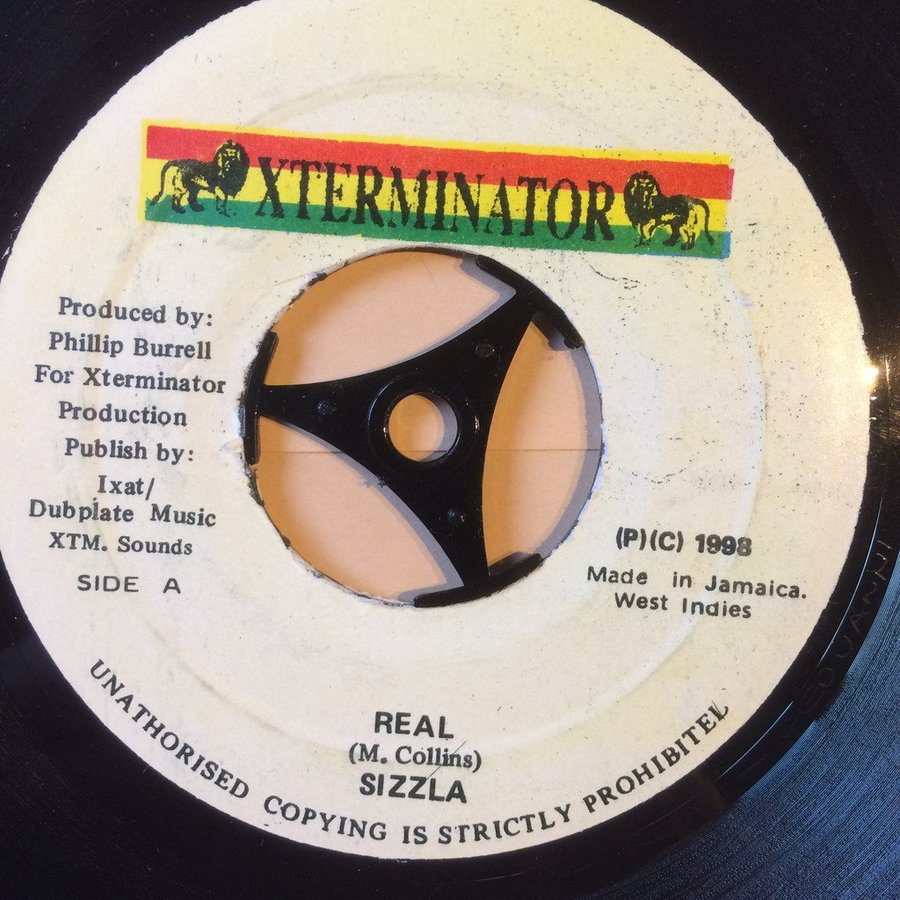 XTERMINATOR
Produced by:
Phillip Burrell
For Xterminator
Production
Publish by:
Ixat/
Dubplate Music
XTM. Sounds
SIDE A
(P)(C) 1998
Made in Jamaica.
West Indies
REAL
(M. Collins)
SIZZLA
UNATHORISED COPYING IS STRICTLY PROHIBITED